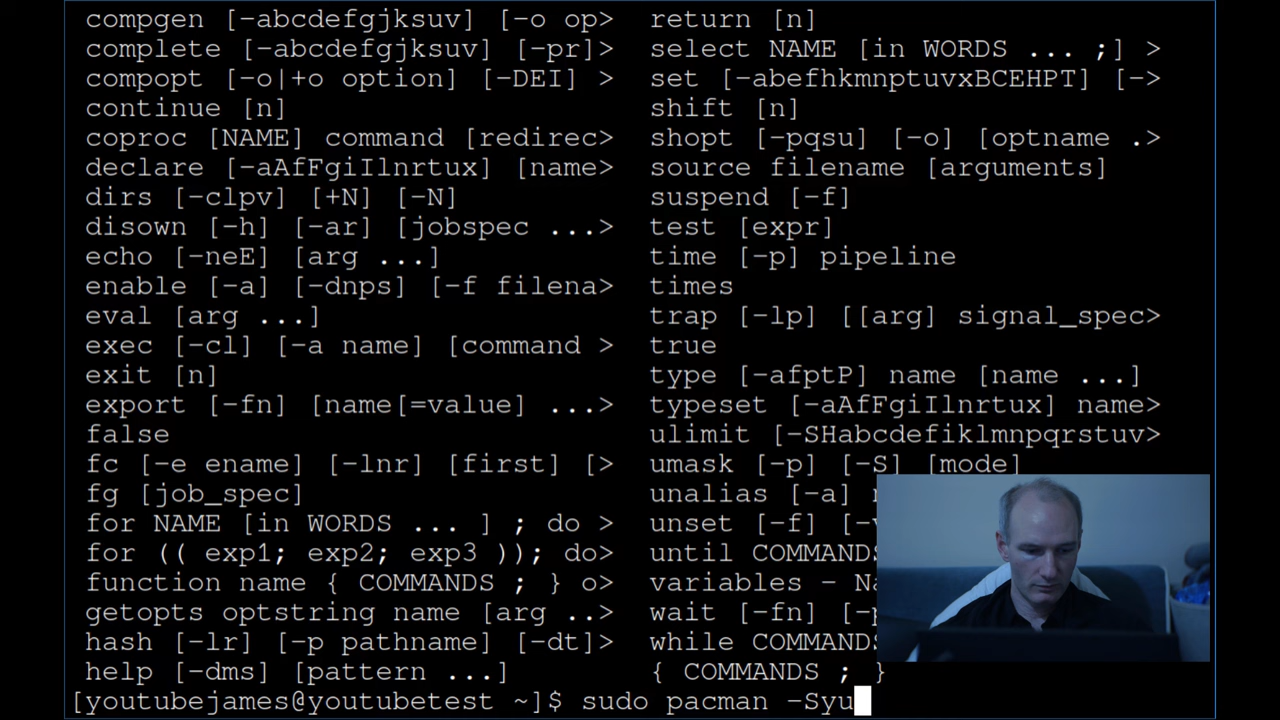 compgen [-abcdefgjksuv] [-o op> return [n]
complete [-abcdefgjksuv] [-pr]> select NAME [in WORDS ... ;] >
compopt [-o|+o option] [-DEI] > set [-abefhkmnptuvxBCEHPT] [->
continue [n] shift [n]
coproc [NAME] command [redirec> shopt [-pqsu] [-o] [optname .>
declare [-aAfFgiIlnrtux] [name> source filename [arguments]
dirs [-clpv] [+N] [-N] suspend [-f]
disown [-h] [-ar] [jobspec ...> test [expr]
echo [-neE] [arg ...] time [-p] pipeline
enable [-a] [-dnps] [-f filena> times
eval [arg ...] trap [-lp] [[arg] signal_spec>
exec [-cl] [-a name] [command > true
exit [n] type [-afptP] name [name ...]
export [-fn] [name[=value] ...> typeset [-aAfFgiIlnrtux] name>
false ulimit [-SHabcdefiklmnpqrstuv>
fc [-e ename] [-lnr] [first] [> umask [-p] [-S] [mode]
fg [job_spec] unalias [-a]
for NAME [in WORDS ... ] ; do > unset [-f]
for (( exp1; exp2; exp3 )); do> until COMMANDS
function name { COMMANDS ; } o> variables -
getopts optstring name [arg ..> wait [-fn]
hash [-lr] [-p pathname] [-dt]> while COMMANDS
help [-dms] [pattern ...] { COMMANDS ; }
[youtubejames@youtubetest ~]$ sudo pacman -Syu